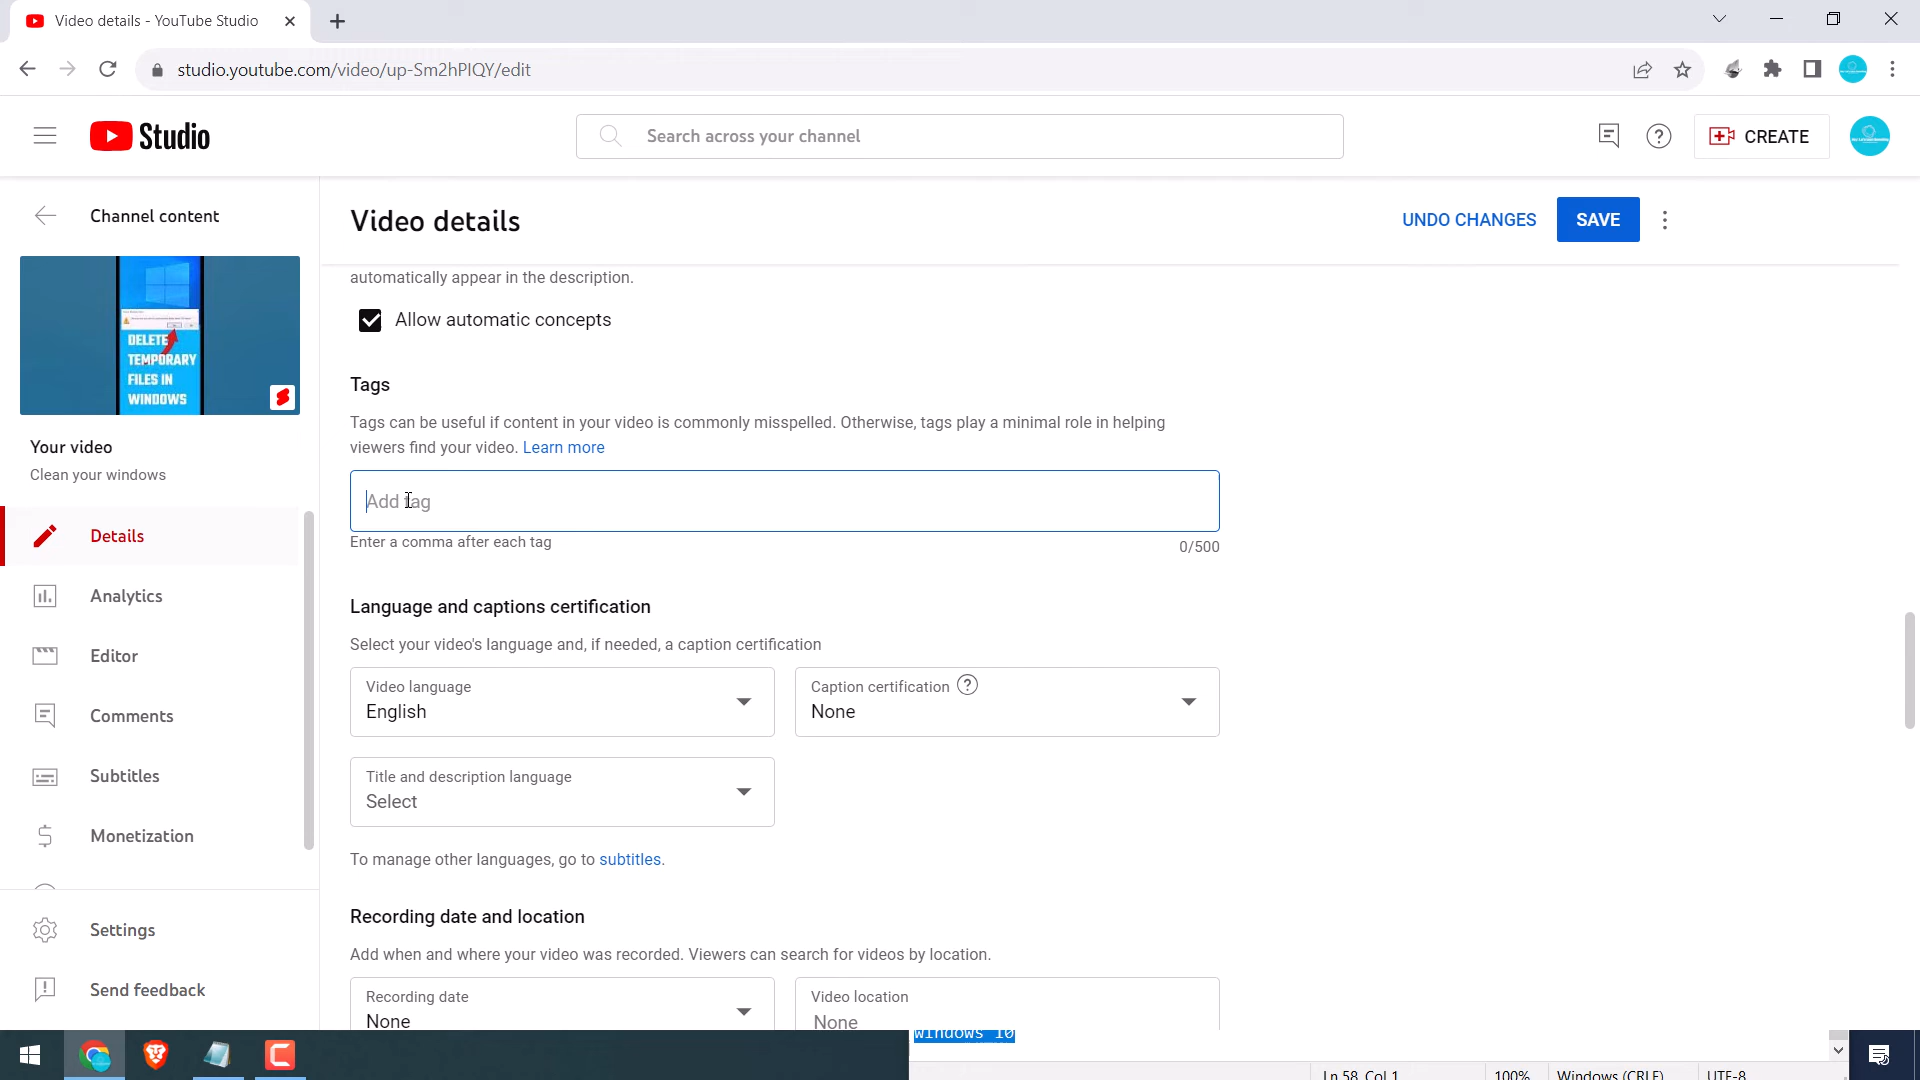 Video details - YouTube Studio
studio.youtube.com/video/up-Sm2hPIQY/edit
Studio
Search across your channel
CREATE
Channel content
Video details
UNDO CHANGES
SAVE
DELETE
TEMPORARY
FILES IN
WINDOWS
Your video
Clean your windows
Details
Analytics
Editor
Comments
Subtitles
Monetization
Settings
Send feedback
automatically appear in the description.
Allow automatic concepts
Tags
Tags can be useful if content in your video is commonly misspelled. Otherwise, tags play a minimal role in helping
viewers find your video. Learn more
Add tag
Enter a comma after each tag
0/500
Language and captions certification
Select your video's language and, if needed, a caption certification
Video language
English
Caption certification
None
Title and description language
Select
To manage other languages, go to subtitles.
Recording date and location
Add when and where your video was recorded. Viewers can search for videos by location.
Recording date
None
Video location
None
windows 10
Ln 58, Col 1
100%
Windows (CRLF)
UTF-8